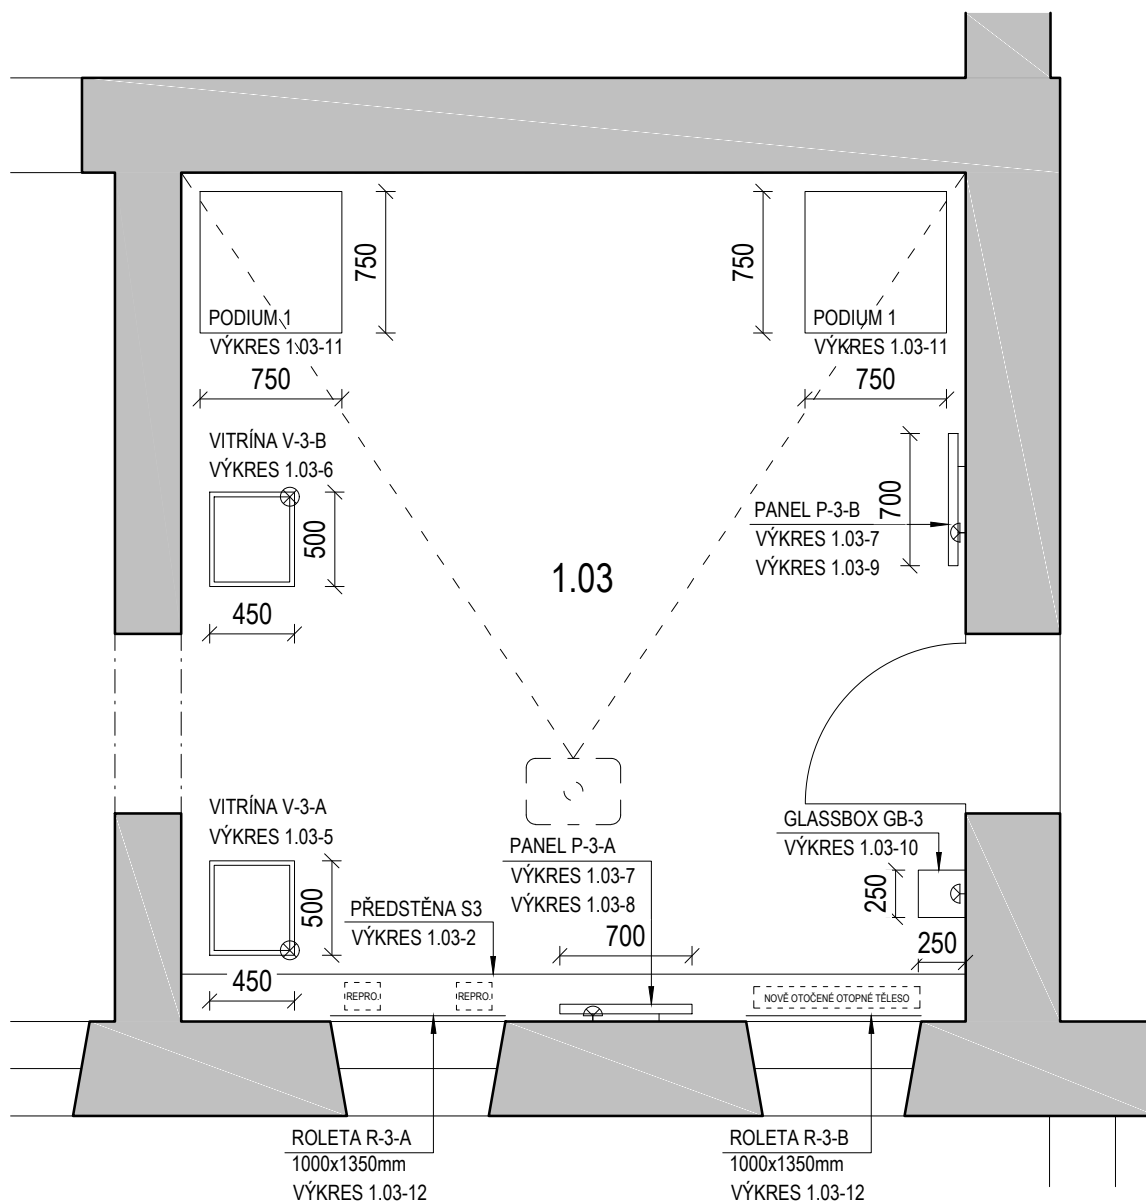 750
750
PODIUM 1
VÝKRES 1.03-11
750
PODIUM 1
VÝKRES 1.03-11
750
VITRÍNA V-3-B
VÝKRES 1.03-6
500
450
700
PANEL P-3-B
VÝKRES 1.03-7
VÝKRES 1.03-9
1.03
VITRÍNA V-3-A
VÝKRES 1.03-5
500
450
GLASSBOX GB-3
VÝKRES 1.03-10
250
250
PANEL P-3-A
VÝKRES 1.03-7
VÝKRES 1.03-8
700
PŘEDSTĚNA S3
VÝKRES 1.03-2
REPRO.
REPRO.
NOVĚ OTOČENÉ OTOPNÉ TĚLESO
ROLETA R-3-A
1000x1350mm
VÝKRES 1.03-12
ROLETA R-3-B
1000x1350mm
VÝKRES 1.03-12